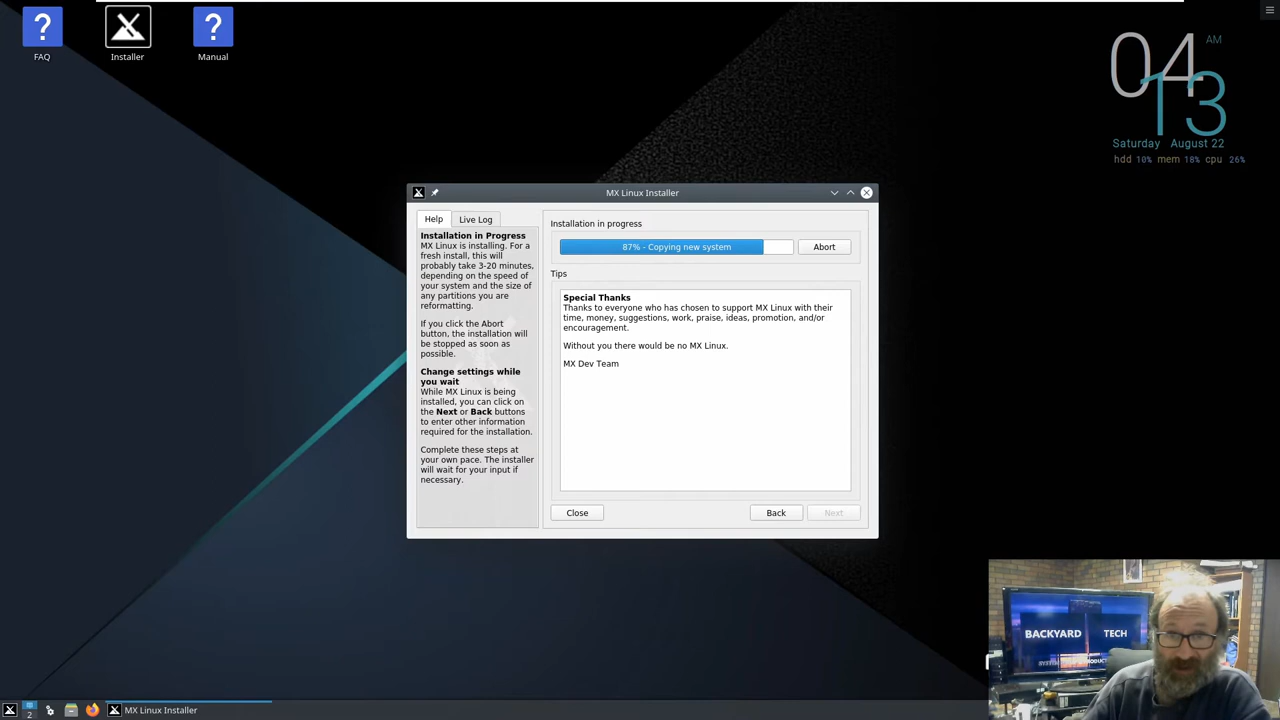 FAQ
Installer
Manual
04
AM
13
Saturday August 22
hdd 10% mem 18% cpu 26%
MX Linux Installer
Help
Live Log
Installation in Progress
MX Linux is installing. For a
fresh install, this will
probably take 3-20 minutes,
depending on the speed of
your system and the size of
any partitions you are
reformatting.
If you click the Abort
button, the installation will
be stopped as soon as
possible.
Change settings while
you wait
While MX Linux is being
installed, you can click on
the Next or Back buttons
to enter other information
required for the installation.
Complete these steps at
your own pace. The installer
will wait for your input if
necessary.
Installation in progress
87% - Copying new system
Abort
Tips
Special Thanks
Thanks to everyone who has chosen to support MX Linux with their
time, money, suggestions, work, praise, ideas, promotion, and/or
encouragement.
Without you there would be no MX Linux.
MX Dev Team
Close
Back
Next
BACKYARD
TECH
2
MX Linux Installer